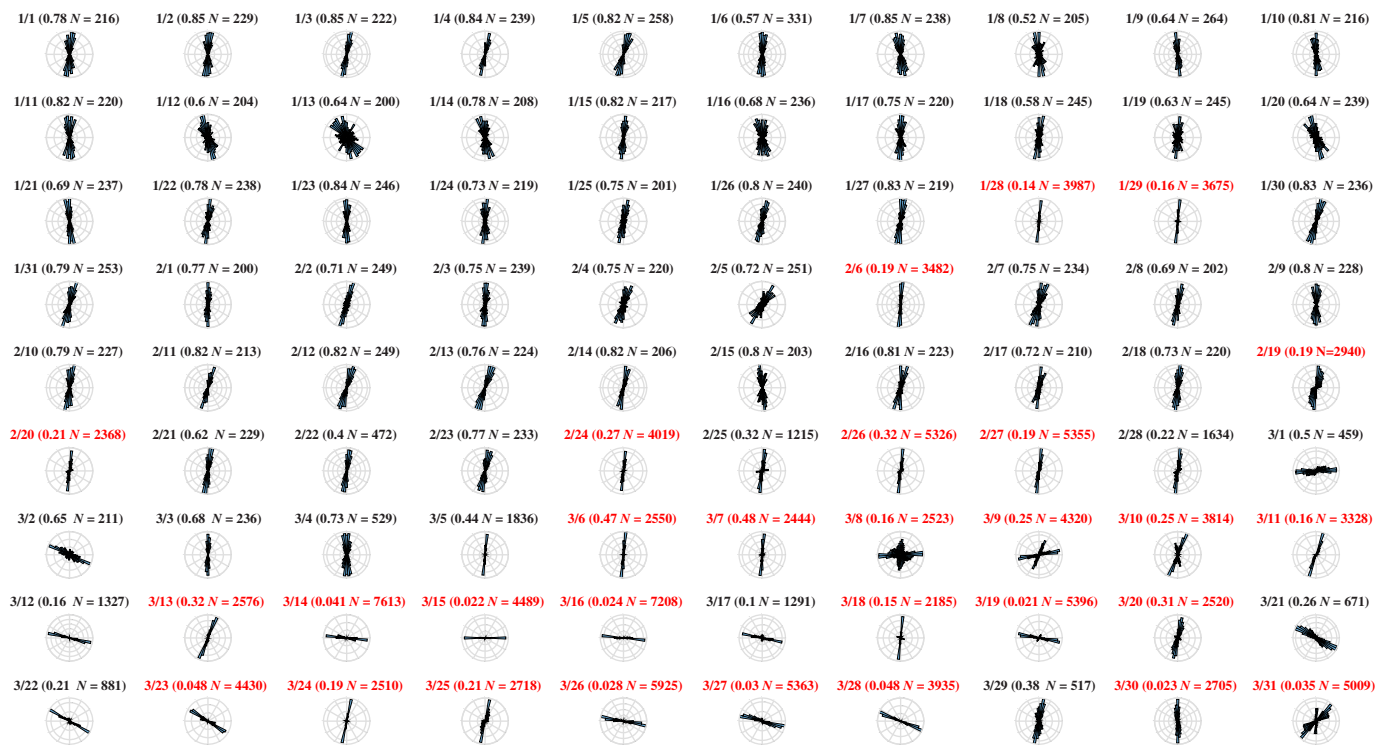 1/1 (0.78 N = 216) 1/2 (0.85 N = 229) 1/3 (0.85 N = 222) 1/4 (0.84 N = 239) 1/5 (0.82 N = 258) 1/6 (0.57 N = 331) 1/7 (0.85 N = 238) 1/8 (0.52 N = 205) 1/9 (0.64 N = 264) 1/10 (0.81 N = 216)
1/11 (0.82 N = 220) 1/12 (0.6 N = 204) 1/13 (0.64 N = 200) 1/14 (0.78 N = 208) 1/15 (0.82 N = 217) 1/16 (0.68 N = 236) 1/17 (0.75 N = 220) 1/18 (0.58 N = 245) 1/19 (0.63 N = 245) 1/20 (0.64 N = 239)
1/21 (0.69 N = 237) 1/22 (0.78 N = 238) 1/23 (0.84 N = 246) 1/24 (0.73 N = 219) 1/25 (0.75 N = 201) 1/26 (0.8 N = 240) 1/27 (0.83 N = 219) 1/28 (0.14 N = 3987) 1/29 (0.16 N = 3675) 1/30 (0.83 N = 236)
1/31 (0.79 N = 253) 2/1 (0.77 N = 200) 2/2 (0.71 N = 249) 2/3 (0.75 N = 239) 2/4 (0.75 N = 220) 2/5 (0.72 N = 251) 2/6 (0.19 N = 3482) 2/7 (0.75 N = 234) 2/8 (0.69 N = 202) 2/9 (0.8 N = 228)
2/10 (0.79 N = 227) 2/11 (0.82 N = 213) 2/12 (0.82 N = 249) 2/13 (0.76 N = 224) 2/14 (0.82 N = 206) 2/15 (0.8 N = 203) 2/16 (0.81 N = 223) 2/17 (0.72 N = 210) 2/18 (0.73 N = 220) 2/19 (0.19 N=2940)
2/20 (0.21 N = 2368) 2/21 (0.62 N = 229) 2/22 (0.4 N = 472) 2/23 (0.77 N = 233) 2/24 (0.27 N = 4019) 2/25 (0.32 N = 1215) 2/26 (0.32 N = 5326) 2/27 (0.19 N = 5355) 2/28 (0.22 N = 1634) 3/1 (0.5 N = 459)
3/2 (0.65 N = 211) 3/3 (0.68 N = 236) 3/4 (0.73 N = 529) 3/5 (0.44 N = 1836) 3/6 (0.47 N = 2550) 3/7 (0.48 N = 2444) 3/8 (0.16 N = 2523) 3/9 (0.25 N = 4320) 3/10 (0.25 N = 3814) 3/11 (0.16 N = 3328)
3/12 (0.16 N = 1327) 3/13 (0.32 N = 2576) 3/14 (0.041 N = 7613) 3/15 (0.022 N = 4489) 3/16 (0.024 N = 7208) 3/17 (0.1 N = 1291) 3/18 (0.15 N = 2185) 3/19 (0.021 N = 5396) 3/20 (0.31 N = 2520) 3/21 (0.26 N = 671)
3/22 (0.21 N = 881) 3/23 (0.048 N = 4430) 3/24 (0.19 N = 2510) 3/25 (0.21 N = 2718) 3/26 (0.028 N = 5925) 3/27 (0.03 N = 5363) 3/28 (0.048 N = 3935) 3/29 (0.38 N = 517) 3/30 (0.023 N = 2705) 3/31 (0.035 N = 5009)